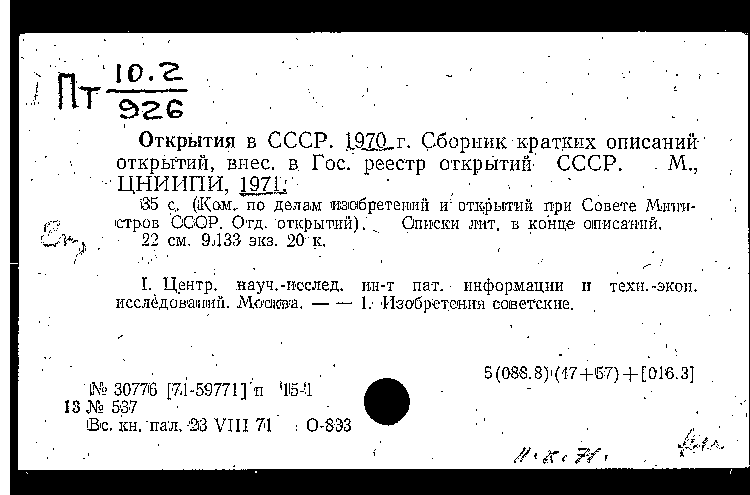 Пт 10.2
926
Открытия в СССР. 1970 г. Сборник кратких описаний
открытий, внес. в Гос. реестр открытий СССР. М.,
ЦНИИПИ, 1971.
35 с. (Ком. по делам изобретений и открытий при Совете Мини-
стров СССР. Отд. открытий). Списки лит. в конце описаний.
22 см. 9.133 экз. 20 к.
I. Центр. науч.-исслед. ин-т пат. информации и техн.-экон.
исследований. Москва. — — 1. Изобретения советские.
5(088.8)(47+57)+[016.3]
№ 30776 [71-59771] п 15-1
13 № 537
Вс. кн. пал. 23 VIII 71 О-833
11.X.71.